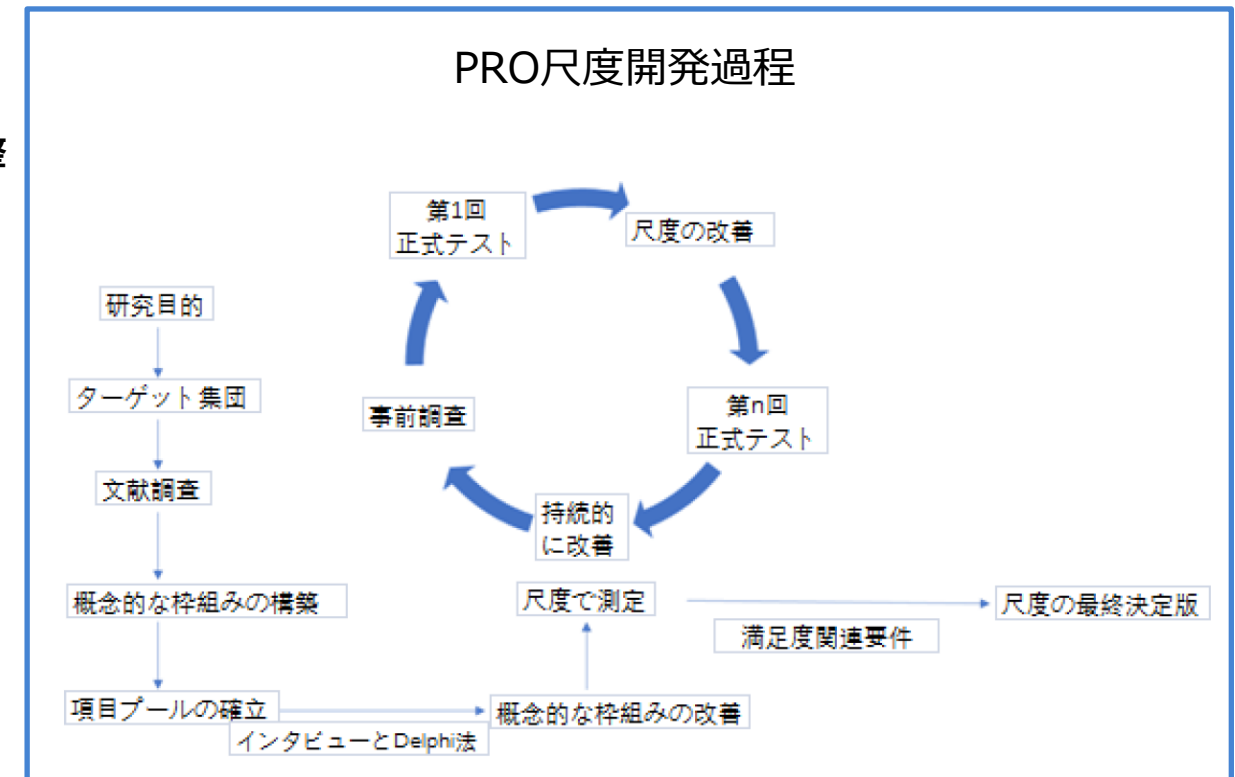 PRO尺度開発過程
整
第1回
正式テスト
尺度の改善
研究目的
ターゲット集団
事前調査
第n回
正式テスト
文献調査
持続的
に改善
概念的な枠組みの構築
尺度で測定
尺度の最終決定版
満足度関連要件
項目プールの確立
概念的な枠組みの改善
インタビューとDelphi法